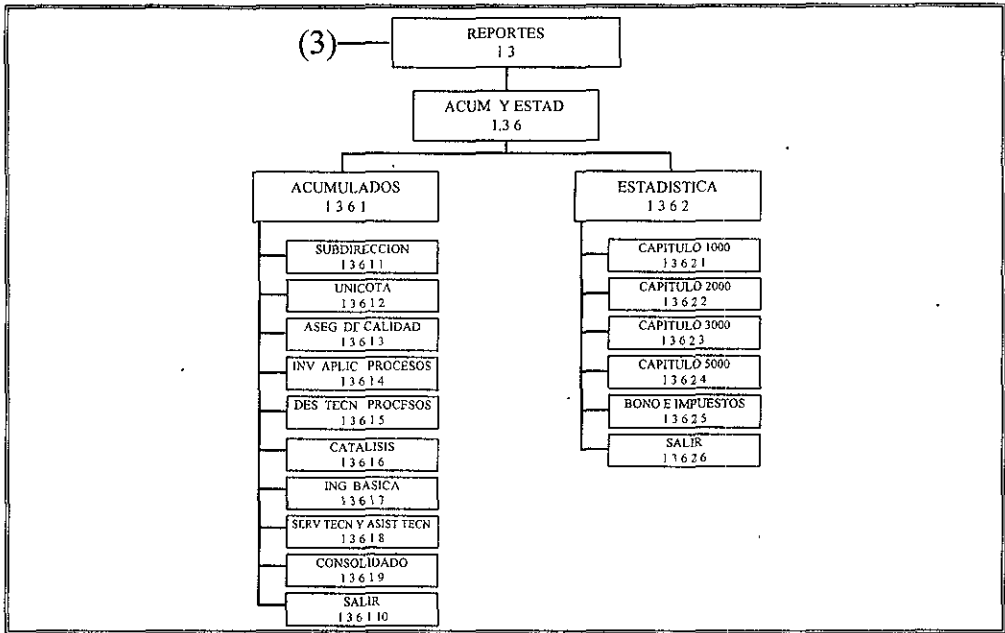 (3)
REPORTES
1 3
ACUM Y ESTAD
1.3 6
ACUMULADOS
1 3 6 1
SUBDIRECCION
1 3 6 1 1
UNICOTA
1 3 6 1 2
ASEG DE CALIDAD
1 3 6 1 3
INV APLIC PROCESOS
1 3 6 1 4
DES TECN PROCESOS
1 3 6 1 5
CATALISIS
1 3 6 1 6
ING BASICA
1 3 6 1 7
SERV TECN Y ASIST TECN
1 3 6 1 8
CONSOLIDADO
1 3 6 1 9
SALIR
1 3 6 1 10
ESTADISTICA
1 3 6 2
CAPITULO 1000
1 3 6 2 1
CAPITULO 2000
1 3 6 2 2
CAPITULO 3000
1 3 6 2 3
CAPITULO 5000
1 3 6 2 4
BONO E IMPUESTOS
1 3 6 2 5
SALIR
1 3 6 2 6